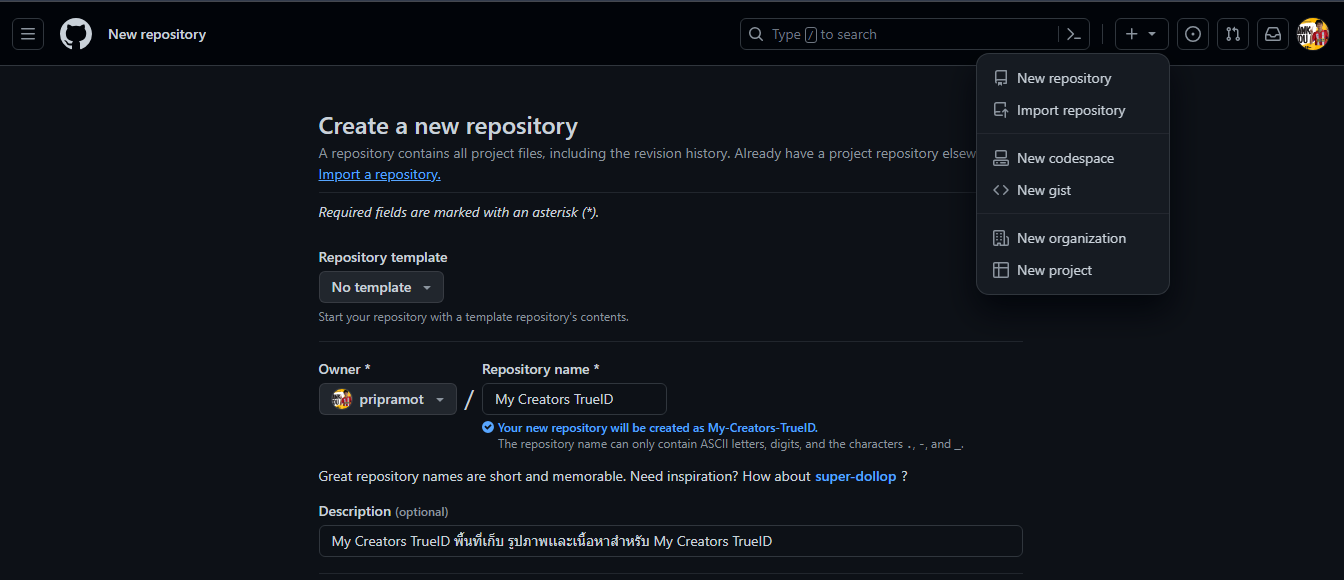 New repository
Type / to search
New repository
Import repository
New codespace
New gist
New organization
New project
Create a new repository
A repository contains all project files, including the revision history. Already have a project repository elsew
Import a repository.
Required fields are marked with an asterisk (*).
Repository template
No template
Start your repository with a template repository's contents.
Owner *
Repository name *
pripramot / My Creators TrueID
Your new repository will be created as My-Creators-TrueID.
The repository name can only contain ASCII letters, digits, and the characters ., -, and _.
Great repository names are short and memorable. Need inspiration? How about super-dollop ?
Description (optional)
My Creators TrueID พื้นที่เก็บ รูปภาพและเนื้อหาสำหรับ My Creators TrueID